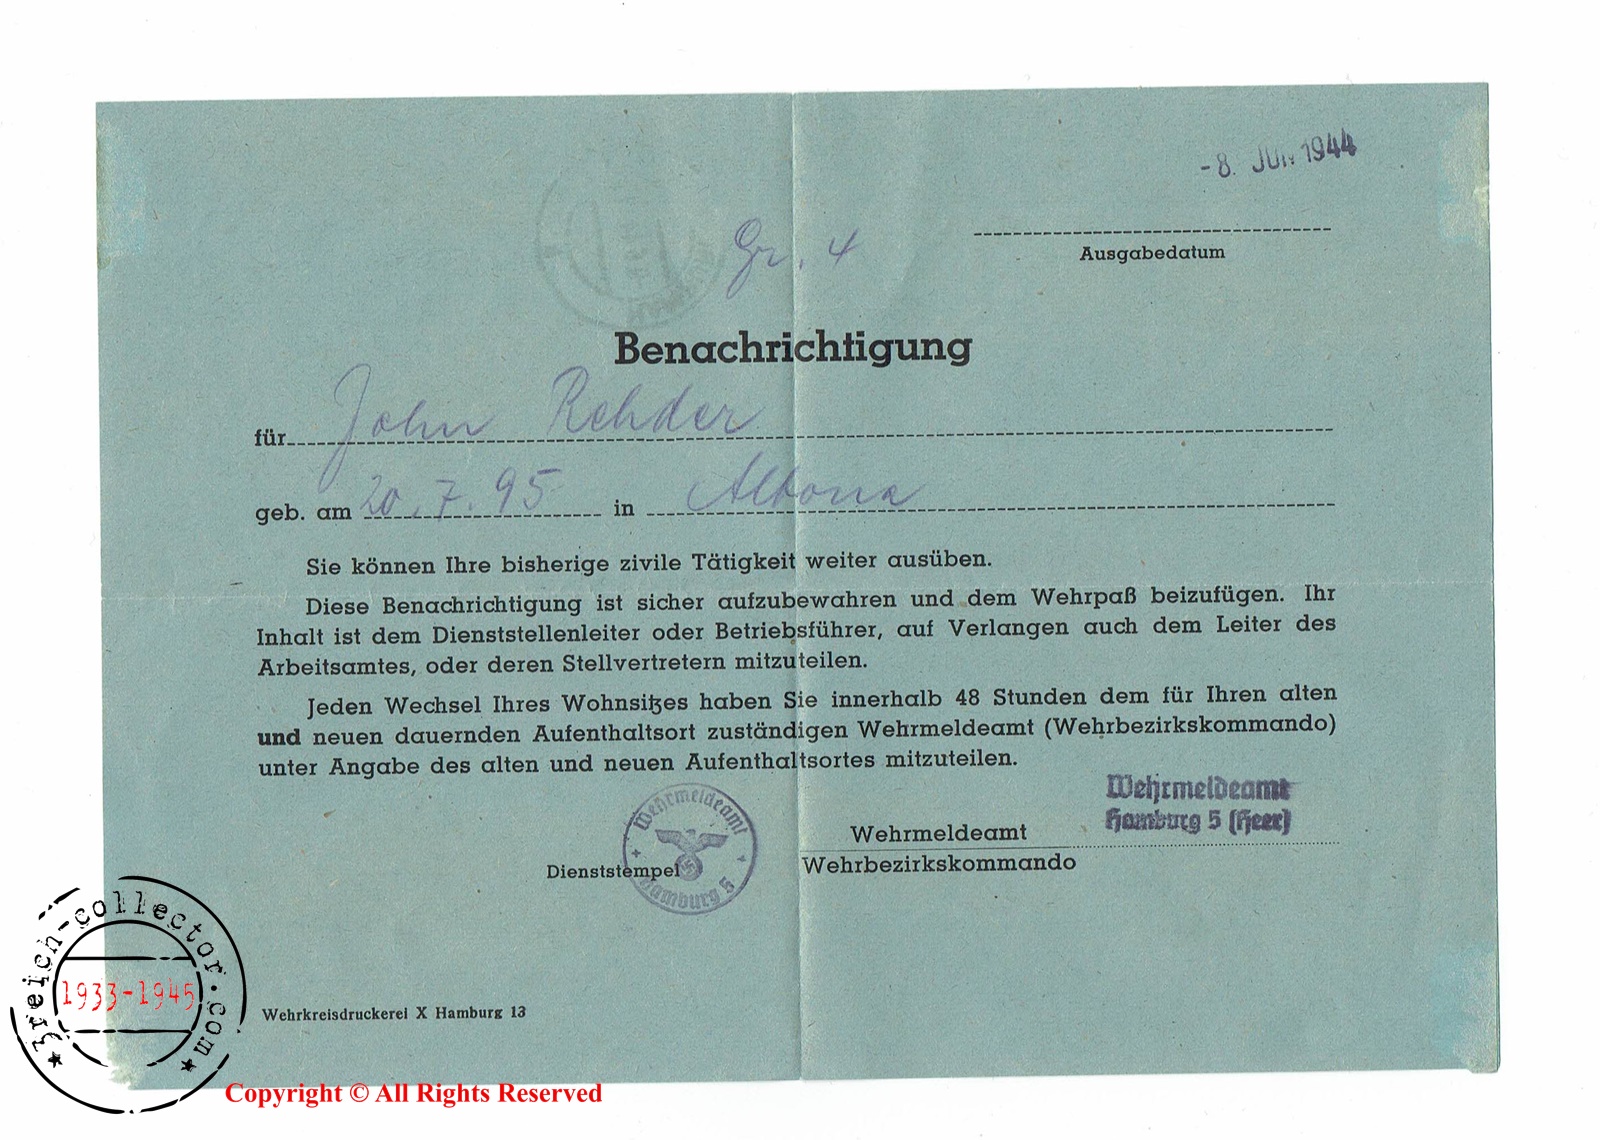 -8. JUN 1944
Ausgabedatum
Gr. 4
Benachrichtigung
für John Rehder
geb. am 20.7.95 in Altona
Sie können Ihre bisherige zivile Tätigkeit weiter ausüben.
Diese Benachrichtigung ist sicher aufzubewahren und dem Wehrpaß beizufügen. Ihr
Inhalt ist dem Dienststellenleiter oder Betriebsführer, auf Verlangen auch dem Leiter des
Arbeitsamtes, oder deren Stellvertretern mitzuteilen.
Jeden Wechsel Ihres Wohnsitzes haben Sie innerhalb 48 Stunden dem für Ihren alten
und neuen dauernden Aufenthaltsort zuständigen Wehrmeldeamt (Wehrbezirkskommando)
unter Angabe des alten und neuen Aufenthaltsortes mitzuteilen.
Wehrmeldeamt
Hamburg 5 (Heer)
Wehrmeldeamt
Hamburg 5
Dienststempel
Wehrmeldeamt
Wehrbezirkskommando
3reich-collector.com
1933-1945
Wehrkreisdruckerei X Hamburg 13
Copyright © All Rights Reserved